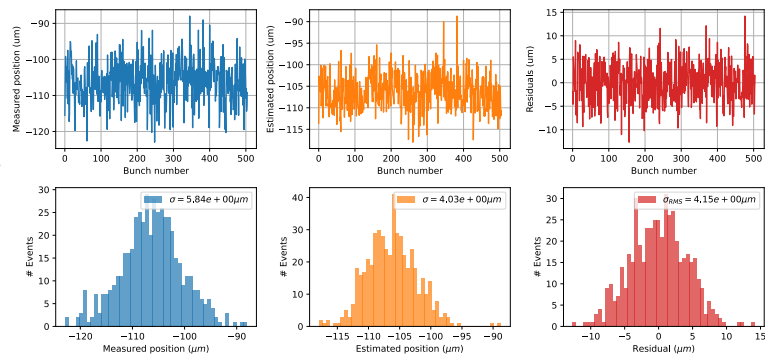 Measured position (um)
−90
−100
−110
−120
0 100 200 300 400 500
Bunch number
Estimated position (um)
−90
−95
−100
−105
−110
−115
0 100 200 300 400 500
Bunch number
Residuals (um)
15
10
5
0
−5
−10
0 100 200 300 400 500
Bunch number
# Events
30
25
20
15
10
5
0
σ = 5,84e + 00μm
−120 −110 −100 −90
Measured position (μm)
# Events
40
30
20
10
0
σ = 4,03e + 00μm
−115 −110 −105 −100 −95 −90
Estimated position (μm)
# Events
30
25
20
15
10
5
0
σRMS = 4,15e + 00μm
−10 −5 0 5 10 15
Residual (μm)